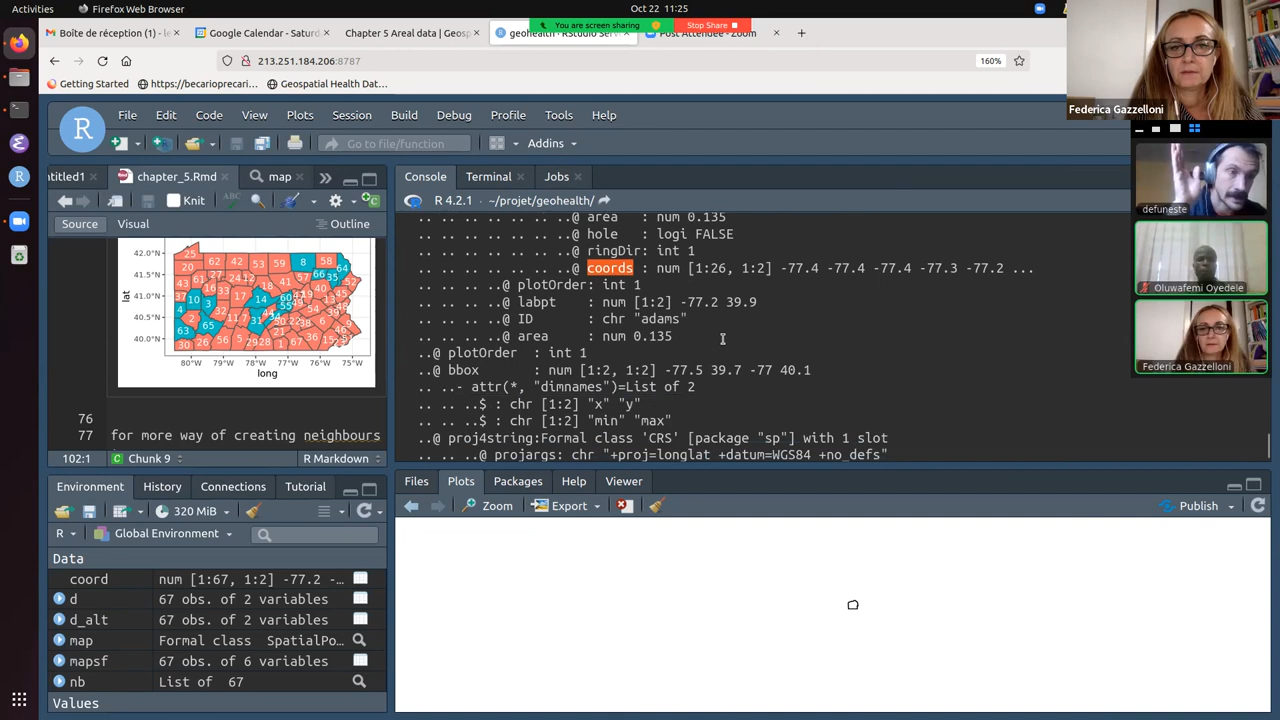 Activities
Firefox Web Browser
Oct 22 11:25
Boîte de réception (1) -
Google Calendar - Saturd
Chapter 5 Areal data | Geosp
geohealth - RStudio Serv
Post Attendee - Zoom
You are screen sharing
Stop Share
213.251.184.206:8787
160%
Getting Started
https://becarioprecari...
Geospatial Health Dat...
Federica Gazzelloni
File Edit Code View Plots Session Build Debug Profile Tools Help
Go to file/function
Addins
ntitled1
chapter_5.Rmd
map
Knit
Source
Visual
Outline
42.0°N
41.5°N
41.0°N
40.5°N
40.0°N
lat
80°W 79°W 78°W 77°W 76°W 75°W
long
76
77 for more way of creating neighbours
102:1
Chunk 9
R Markdown
Console
Terminal
Jobs
R 4.2.1 · ~/projet/geohealth/
.. .. .. .. .. ..@ area : num 0.135
.. .. .. .. .. ..@ hole : logi FALSE
.. .. .. .. .. ..@ ringDir: int 1
.. .. .. .. .. ..@ coords : num [1:26, 1:2] -77.4 -77.4 -77.4 -77.3 -77.2 ...
.. .. .. ..@ plotOrder: int 1
.. .. .. ..@ labpt : num [1:2] -77.2 39.9
.. .. .. ..@ ID : chr "adams"
.. .. .. ..@ area : num 0.135
..@ plotOrder : int 1
..@ bbox : num [1:2, 1:2] -77.5 39.7 -77 40.1
.. ..- attr(*, "dimnames")=List of 2
.. .. ..$ : chr [1:2] "x" "y"
.. .. ..$ : chr [1:2] "min" "max"
..@ proj4string:Formal class 'CRS' [package "sp"] with 1 slot
.. .. ..@ projargs: chr "+proj=longlat +datum=WGS84 +no_defs"
defuneste
Oluwafemi Oyedele
Federica Gazzelloni
Environment
History
Connections
Tutorial
320 MiB
R
Global Environment
Data
coord num [1:67, 1:2] -77.2 -...
d 67 obs. of 2 variables
d_alt 67 obs. of 2 variables
map Formal class SpatialPo...
mapsf 67 obs. of 6 variables
nb List of 67
Values
Files
Plots
Packages
Help
Viewer
Zoom
Export
Publish